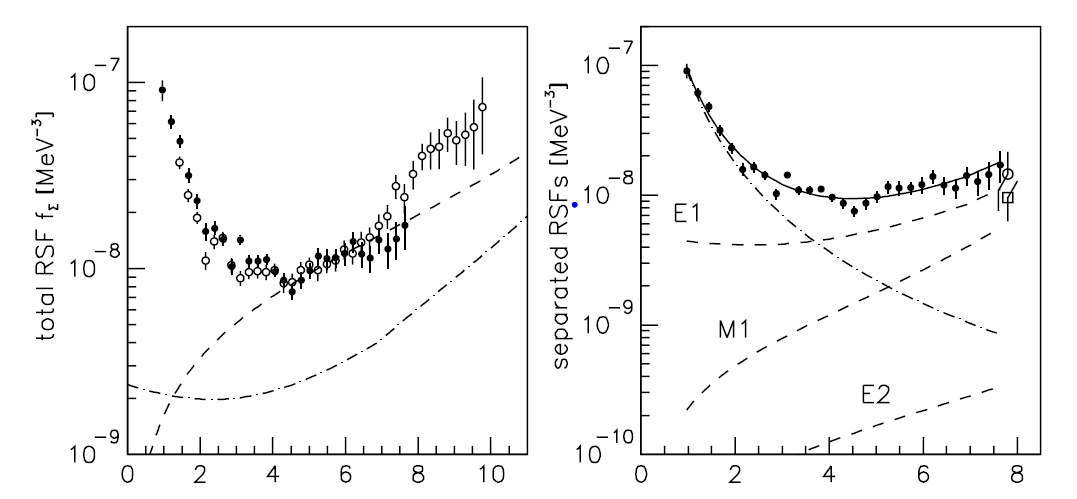 total RSF f_Σ [MeV⁻³]
10⁻⁷
10⁻⁸
10⁻⁹
0 2 4 6 8 10
separated RSFs [MeV⁻³]
10⁻⁷
10⁻⁸
10⁻⁹
10⁻¹⁰
E1
M1
E2
0 2 4 6 8